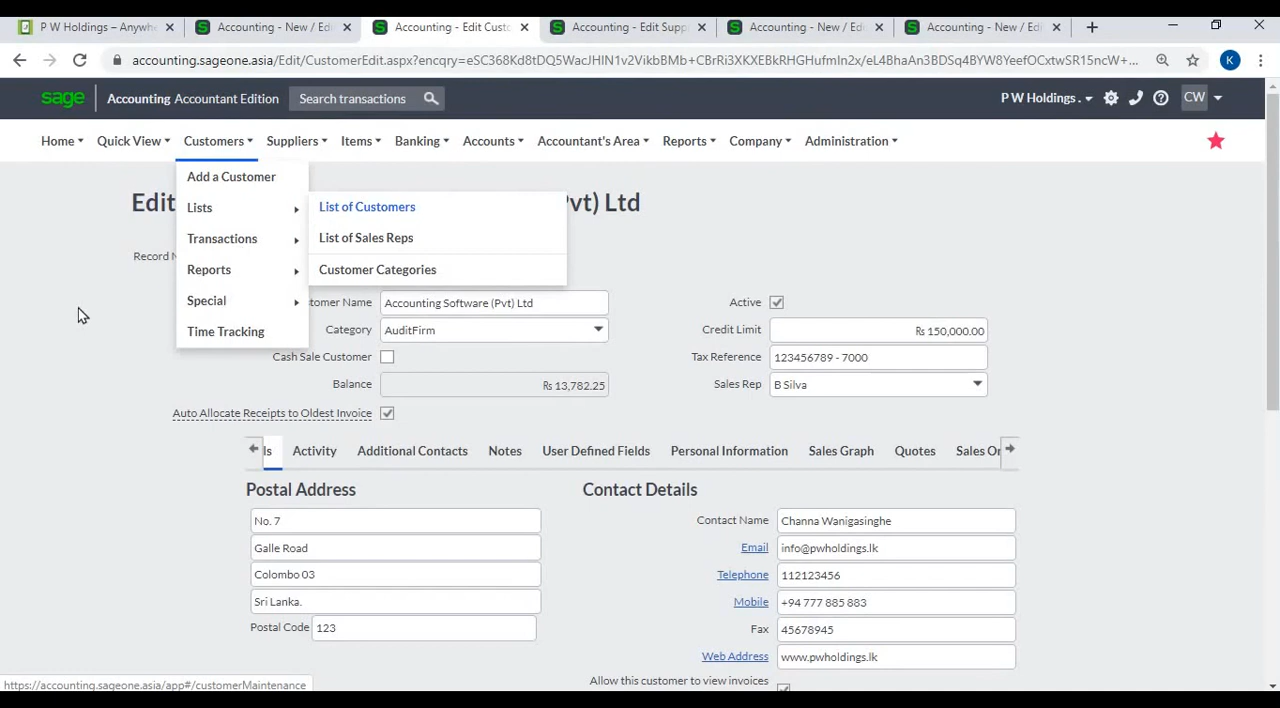 P W Holdings – Anywhe
Accounting - New / Edi
Accounting - Edit Custo
Accounting - Edit Supp
Accounting - New / Edi
Accounting - New / Edi
accounting.sageone.asia/Edit/CustomerEdit.aspx?encqry=eSC368Kd8tDQ5WacJHIN1v2VikbBMb+CBrRi3XKXEBkRHGHufmIn2x/eL4BhaAn3BDSq4BYW8YeefOCxtwSR15ncW+...
K
sage
Accounting Accountant Edition
Search transactions
P W Holdings .
CW
Home
Quick View
Customers
Suppliers
Items
Banking
Accounts
Accountant's Area
Reports
Company
Administration
Add a Customer
Lists
Transactions
Reports
Special
Time Tracking
List of Customers
List of Sales Reps
Customer Categories
Edit
Pvt) Ltd
Record N
stomer Name Accounting Software (Pvt) Ltd
Active
Category AuditFirm
Credit Limit Rs 150,000.00
Cash Sale Customer
Tax Reference 123456789 - 7000
Balance Rs 13,782.25
Sales Rep B Silva
Auto Allocate Receipts to Oldest Invoice
ls
Activity
Additional Contacts
Notes
User Defined Fields
Personal Information
Sales Graph
Quotes
Sales Or
Postal Address
Contact Details
No. 7
Contact Name Channa Wanigasinghe
Galle Road
Email info@pwholdings.lk
Colombo 03
Telephone 112123456
Sri Lanka.
Mobile +94 777 885 883
Postal Code 123
Fax 45678945
Web Address www.pwholdings.lk
Allow this customer to view invoices
https://accounting.sageone.asia/app#/customerMaintenance